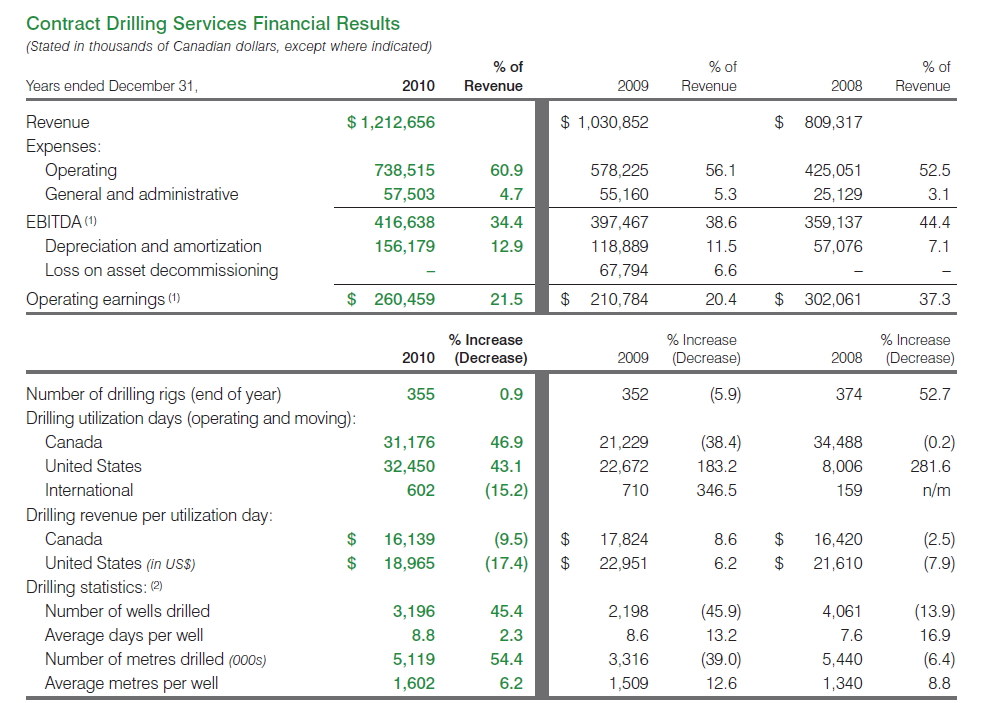 Contract Drilling Services Financial Results
(Stated in thousands of Canadian dollars, except where indicated)
% of % of % of
Years ended December 31, 2010 Revenue 2009 Revenue 2008 Revenue
Revenue $ 1,212,656 $ 1,030,852 $ 809,317
Expenses:
Operating 738,515 60.9 578,225 56.1 425,051 52.5
General and administrative 57,503 4.7 55,160 5.3 25,129 3.1
EBITDA (1) 416,638 34.4 397,467 38.6 359,137 44.4
Depreciation and amortization 156,179 12.9 118,889 11.5 57,076 7.1
Loss on asset decommissioning – 67,794 6.6 – –
Operating earnings (1) $ 260,459 21.5 $ 210,784 20.4 $ 302,061 37.3
% Increase % Increase % Increase
2010 (Decrease) 2009 (Decrease) 2008 (Decrease)
Number of drilling rigs (end of year) 355 0.9 352 (5.9) 374 52.7
Drilling utilization days (operating and moving):
Canada 31,176 46.9 21,229 (38.4) 34,488 (0.2)
United States 32,450 43.1 22,672 183.2 8,006 281.6
International 602 (15.2) 710 346.5 159 n/m
Drilling revenue per utilization day:
Canada $ 16,139 (9.5) $ 17,824 8.6 $ 16,420 (2.5)
United States (in US$) $ 18,965 (17.4) $ 22,951 6.2 $ 21,610 (7.9)
Drilling statistics: (2)
Number of wells drilled 3,196 45.4 2,198 (45.9) 4,061 (13.9)
Average days per well 8.8 2.3 8.6 13.2 7.6 16.9
Number of metres drilled (000s) 5,119 54.4 3,316 (39.0) 5,440 (6.4)
Average metres per well 1,602 6.2 1,509 12.6 1,340 8.8